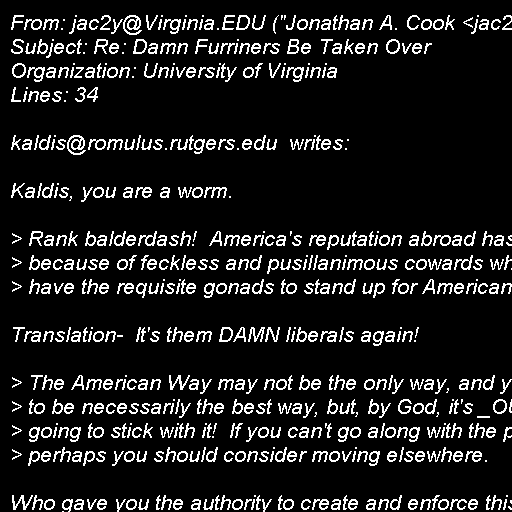 From: jac2y@Virginia.EDU ("Jonathan A. Cook <jac2
Subject: Re: Damn Furriners Be Taken Over
Organization: University of Virginia
Lines: 34

kaldis@romulus.rutgers.edu  writes:

Kaldis, you are a worm.

> Rank balderdash!  America's reputation abroad has
> because of feckless and pusillanimous cowards wh
> have the requisite gonads to stand up for American

Translation-  It's them DAMN liberals again!

> The American Way may not be the only way, and y
> to be necessarily the best way, but, by God, it's _OU
> going to stick with it!  If you can't go along with the p
> perhaps you should consider moving elsewhere.

Who gave you the authority to create and enforce this